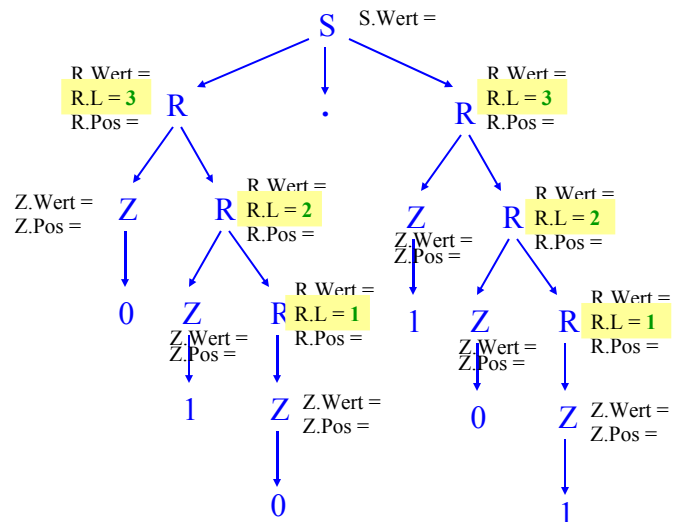 S S.Wert =
R.Wert =
R R.L = 3
R.Pos =
.
R.Wert =
R R.L = 3
R.Pos =
Z.Wert =
Z.Pos =
Z
R.Wert =
R R.L = 2
R.Pos =
Z
Z.Wert =
Z.Pos =
R.Wert =
R R.L = 2
R.Pos =
0
Z
Z.Wert =
Z.Pos =
R.Wert =
R R.L = 1
R.Pos =
1
Z
Z.Wert =
Z.Pos =
R.Wert =
R R.L = 1
R.Pos =
1
Z Z.Wert =
Z.Pos =
0
Z Z.Wert =
Z.Pos =
0
1